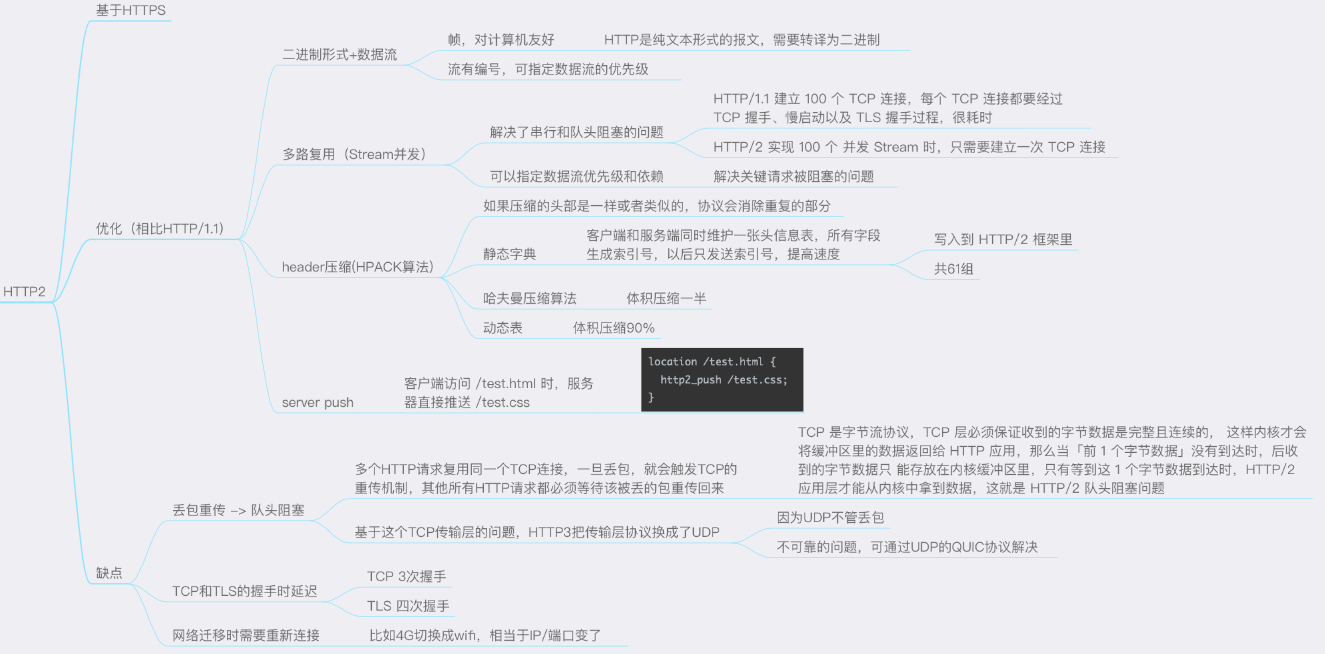 基于HTTPS
二进制形式+数据流
帧，对计算机友好
HTTP是纯文本形式的报文，需要转译为二进制
流有编号，可指定数据流的优先级
多路复用（Stream并发）
解决了串行和队头阻塞的问题
HTTP/1.1 建立 100 个 TCP 连接，每个 TCP 连接都要经过
TCP 握手、慢启动以及 TLS 握手过程，很耗时
HTTP/2 实现 100 个 并发 Stream 时，只需要建立一次 TCP 连接
可以指定数据流优先级和依赖
解决关键请求被阻塞的问题
优化（相比HTTP/1.1）
header压缩(HPACK算法)
如果压缩的头部是一样或者类似的，协议会消除重复的部分
静态字典
客户端和服务端同时维护一张头信息表，所有字段
生成索引号，以后只发送索引号，提高速度
写入到 HTTP/2 框架里
共61组
哈夫曼压缩算法
体积压缩一半
动态表
体积压缩90%
HTTP2
server push
客户端访问 /test.html 时，服务
器直接推送 /test.css
location /test.html {
http2_push /test.css;
}
缺点
丢包重传 -> 队头阻塞
多个HTTP请求复用同一个TCP连接，一旦丢包，就会触发TCP的
重传机制，其他所有HTTP请求都必须等待该被丢的包重传回来
TCP 是字节流协议，TCP 层必须保证收到的字节数据是完整且连续的， 这样内核才会
将缓冲区里的数据返回给 HTTP 应用，那么当「前 1 个字节数据」没有到达时，后收
到的字节数据只 能存放在内核缓冲区里，只有等到这 1 个字节数据到达时，HTTP/2
应用层才能从内核中拿到数据，这就是 HTTP/2 队头阻塞问题
基于这个TCP传输层的问题，HTTP3把传输层协议换成了UDP
因为UDP不管丢包
不可靠的问题，可通过UDP的QUIC协议解决
TCP和TLS的握手时延迟
TCP 3次握手
TLS 四次握手
网络迁移时需要重新连接
比如4G切换成wifi，相当于IP/端口变了